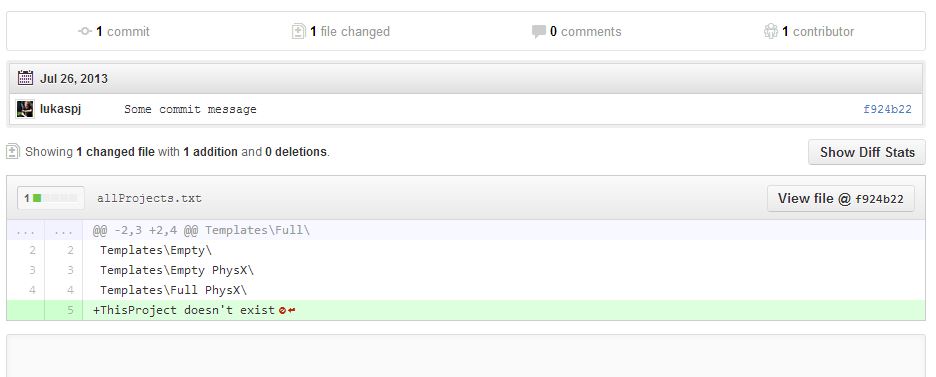 1 commit 1 file changed 0 comments 1 contributor
Jul 26, 2013
lukaspj Some commit message f924b22
Showing 1 changed file with 1 addition and 0 deletions. Show Diff Stats
1 allProjects.txt View file @ f924b22
... ... @@ -2,3 +2,4 @@ Templates\Full\
2 2 Templates\Empty\
3 3 Templates\Empty PhysX\
4 4 Templates\Full PhysX\
5 +ThisProject doesn't exist